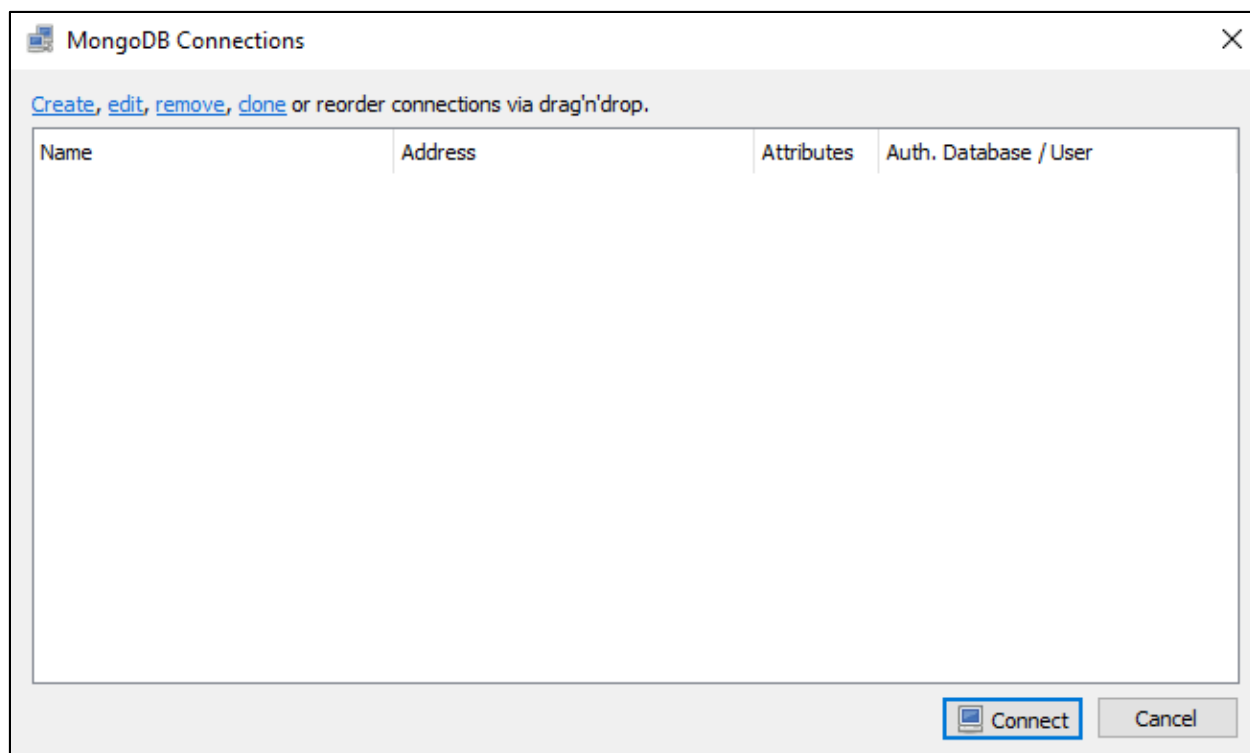 MongoDB Connections
Create, edit, remove, clone or reorder connections via drag'n'drop.
Name Address Attributes Auth. Database / User
Connect Cancel